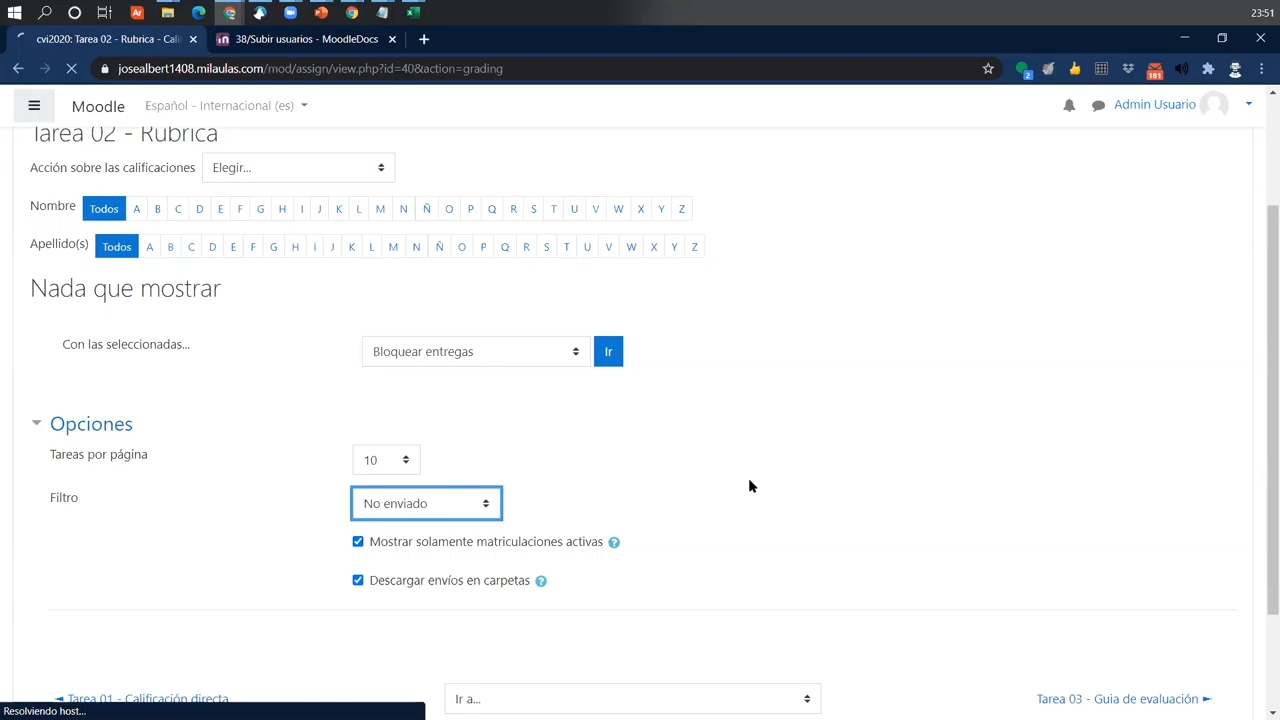 23:51
cvi2020: Tarea 02 - Rubrica - Cali
38/Subir usuarios - MoodleDocs
josealbert1408.milaulas.com/mod/assign/view.php?id=40&action=grading
2
181
Moodle
Español - Internacional (es)
Admin Usuario
Tarea 02 - Rubrica
Acción sobre las calificaciones
Elegir...
Nombre Todos A B C D E F G H I J K L M N Ñ O P Q R S T U V W X Y Z
Apellido(s) Todos A B C D E F G H I J K L M N Ñ O P Q R S T U V W X Y Z
Nada que mostrar
Con las seleccionadas...
Bloquear entregas
Ir
Opciones
Tareas por página
10
Filtro
No enviado
Mostrar solamente matriculaciones activas
Descargar envíos en carpetas
◄ Tarea 01 - Calificación directa
Ir a...
Tarea 03 - Guia de evaluación ►
Resolviendo host...